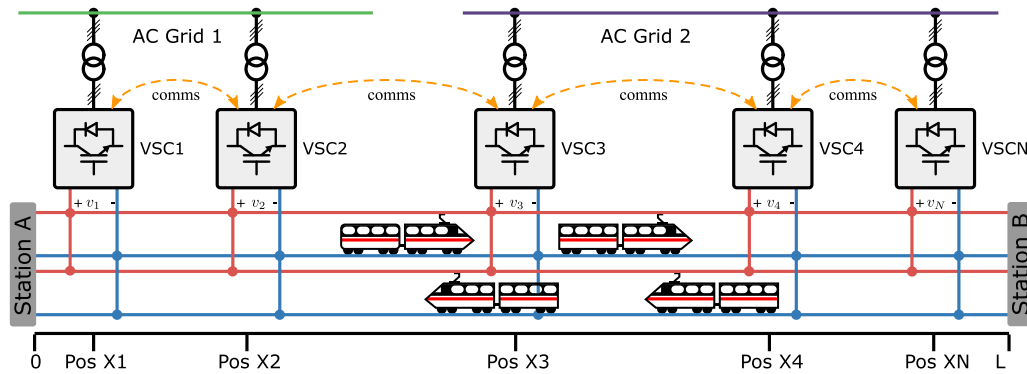 AC Grid 1
AC Grid 2
comms
comms
comms
comms
VSC1
VSC2
VSC3
VSC4
VSCN
+ v₁ -
+ v₂ -
+ v₃ -
+ v₄ -
+ v_N -
Station A
Station B
0
Pos X1
Pos X2
Pos X3
Pos X4
Pos XN
L